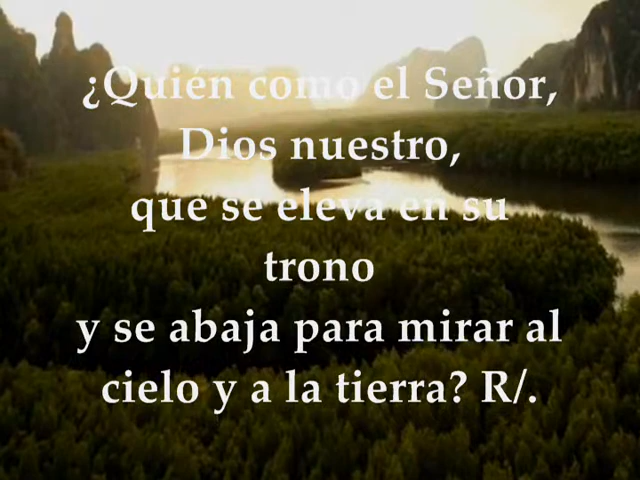 ¿Quién como el Señor,
Dios nuestro,
que se eleva en su
trono
y se abaja para mirar al
cielo y a la tierra? R/.